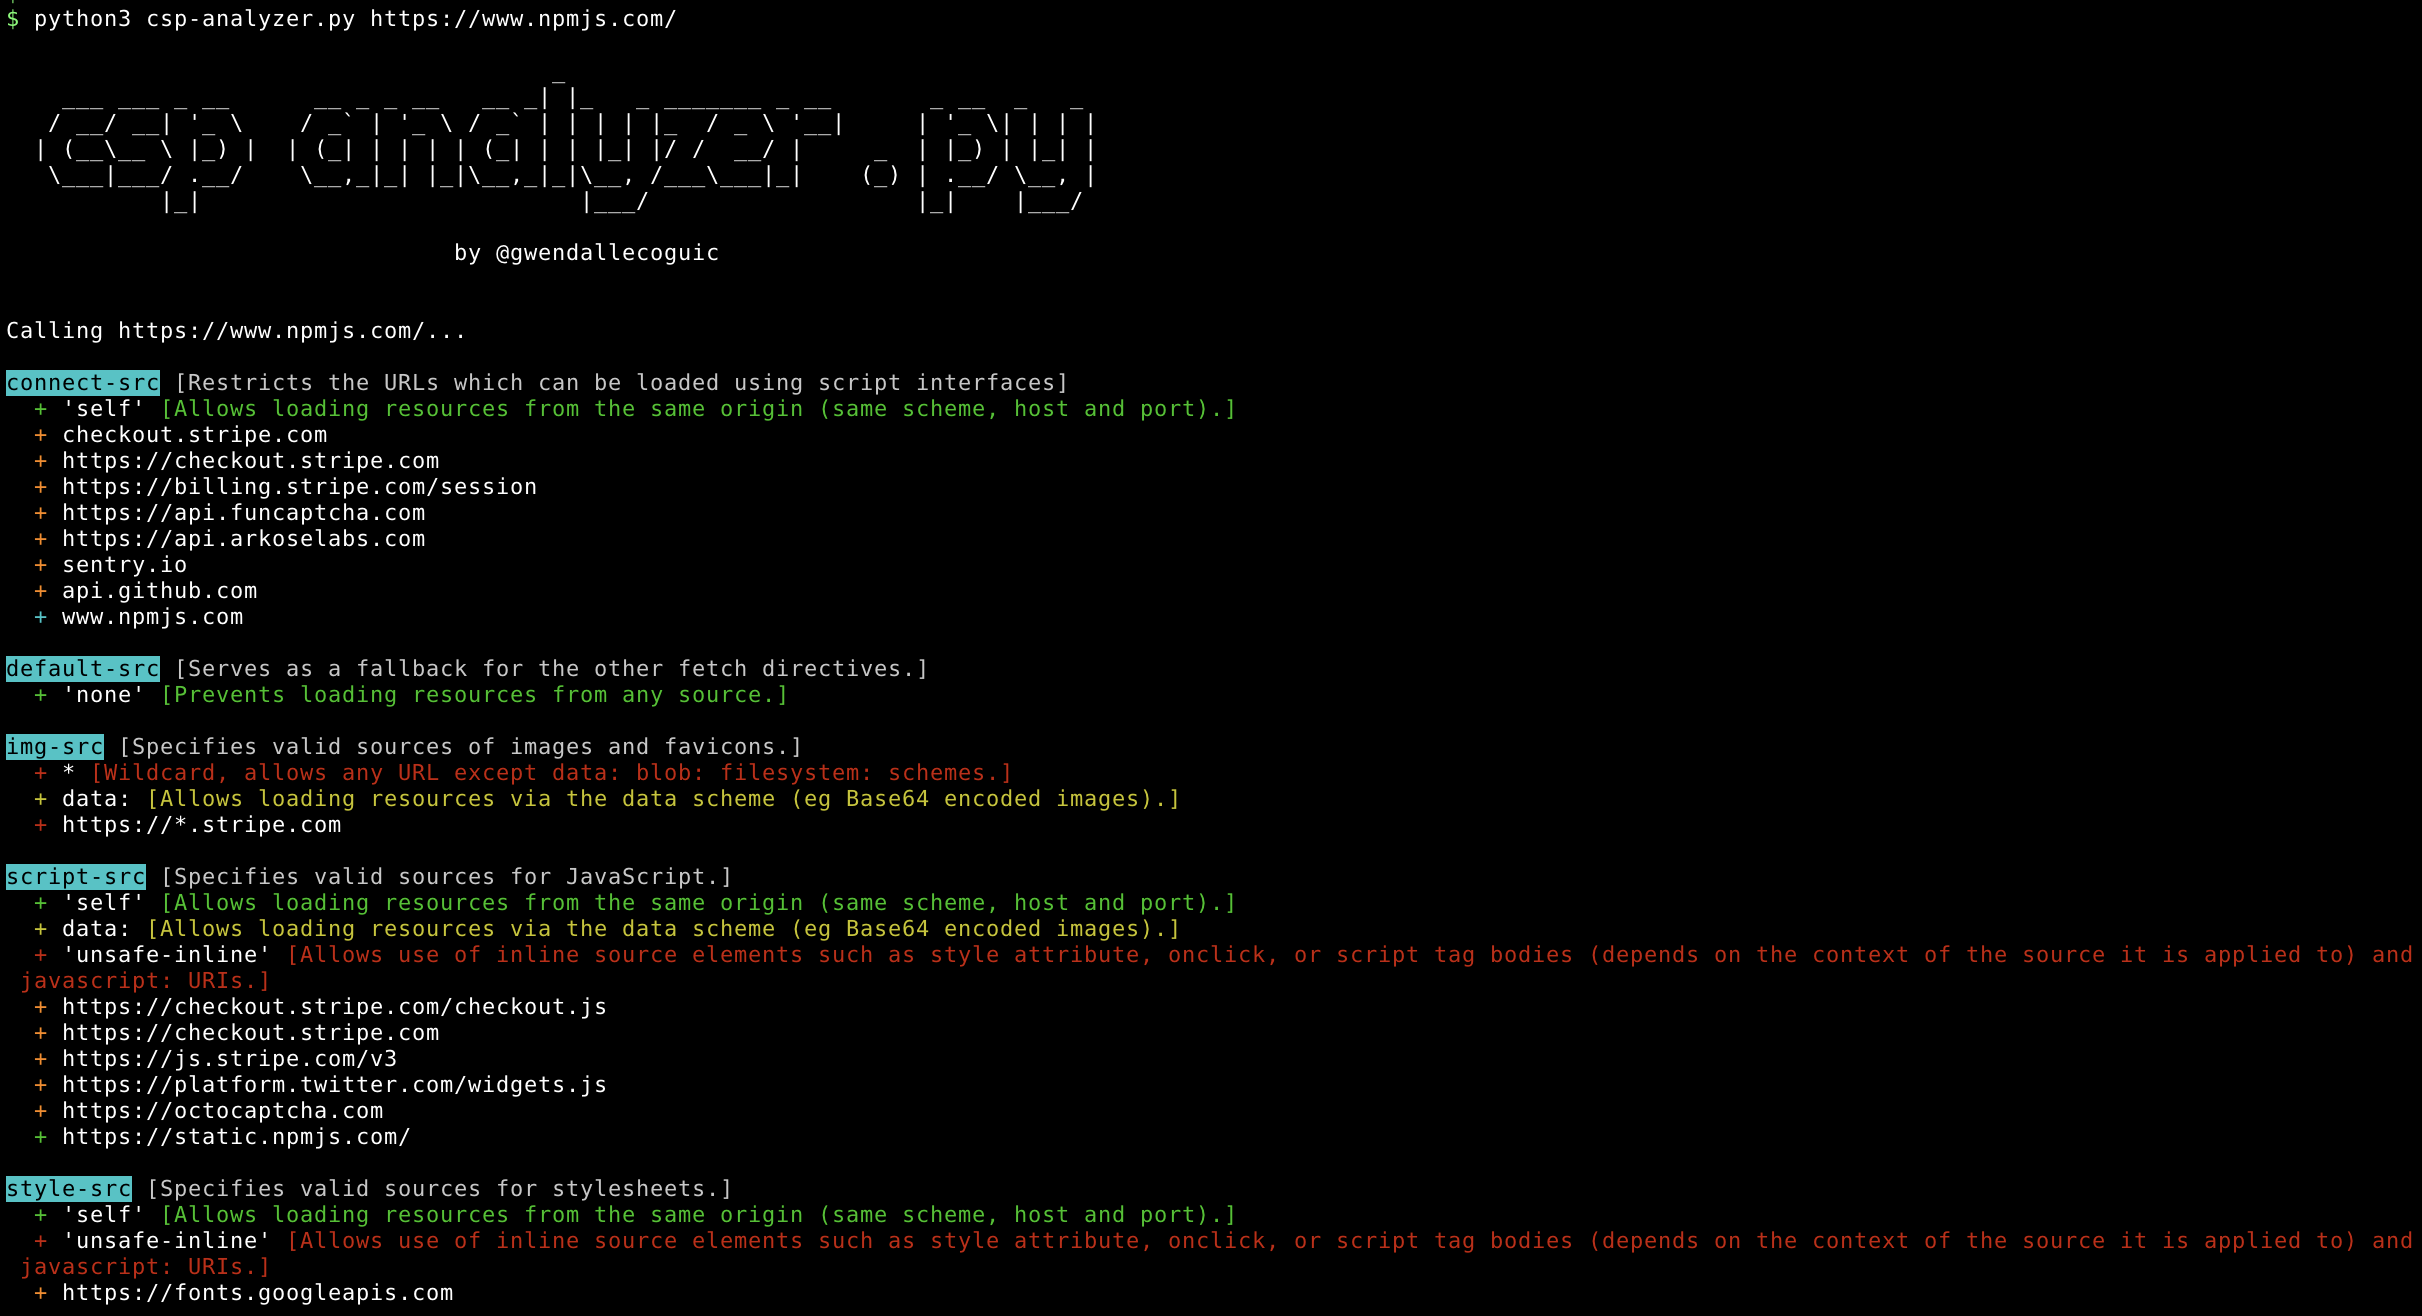 $ python3 csp-analyzer.py https://www.npmjs.com/
csp analyzer.py
by @gwendallecoguic
Calling https://www.npmjs.com/...
connect-src [Restricts the URLs which can be loaded using script interfaces]
+ 'self' [Allows loading resources from the same origin (same scheme, host and port).]
+ checkout.stripe.com
+ https://checkout.stripe.com
+ https://billing.stripe.com/session
+ https://api.funcaptcha.com
+ https://api.arkoselabs.com
+ sentry.io
+ api.github.com
+ www.npmjs.com
default-src [Serves as a fallback for the other fetch directives.]
+ 'none' [Prevents loading resources from any source.]
img-src [Specifies valid sources of images and favicons.]
+ * [Wildcard, allows any URL except data: blob: filesystem: schemes.]
+ data: [Allows loading resources via the data scheme (eg Base64 encoded images).]
+ https://*.stripe.com
script-src [Specifies valid sources for JavaScript.]
+ 'self' [Allows loading resources from the same origin (same scheme, host and port).]
+ data: [Allows loading resources via the data scheme (eg Base64 encoded images).]
+ 'unsafe-inline' [Allows use of inline source elements such as style attribute, onclick, or script tag bodies (depends on the context of the source it is applied to) and
javascript: URIs.]
+ https://checkout.stripe.com/checkout.js
+ https://checkout.stripe.com
+ https://js.stripe.com/v3
+ https://platform.twitter.com/widgets.js
+ https://octocaptcha.com
+ https://static.npmjs.com/
style-src [Specifies valid sources for stylesheets.]
+ 'self' [Allows loading resources from the same origin (same scheme, host and port).]
+ 'unsafe-inline' [Allows use of inline source elements such as style attribute, onclick, or script tag bodies (depends on the context of the source it is applied to) and
javascript: URIs.]
+ https://fonts.googleapis.com